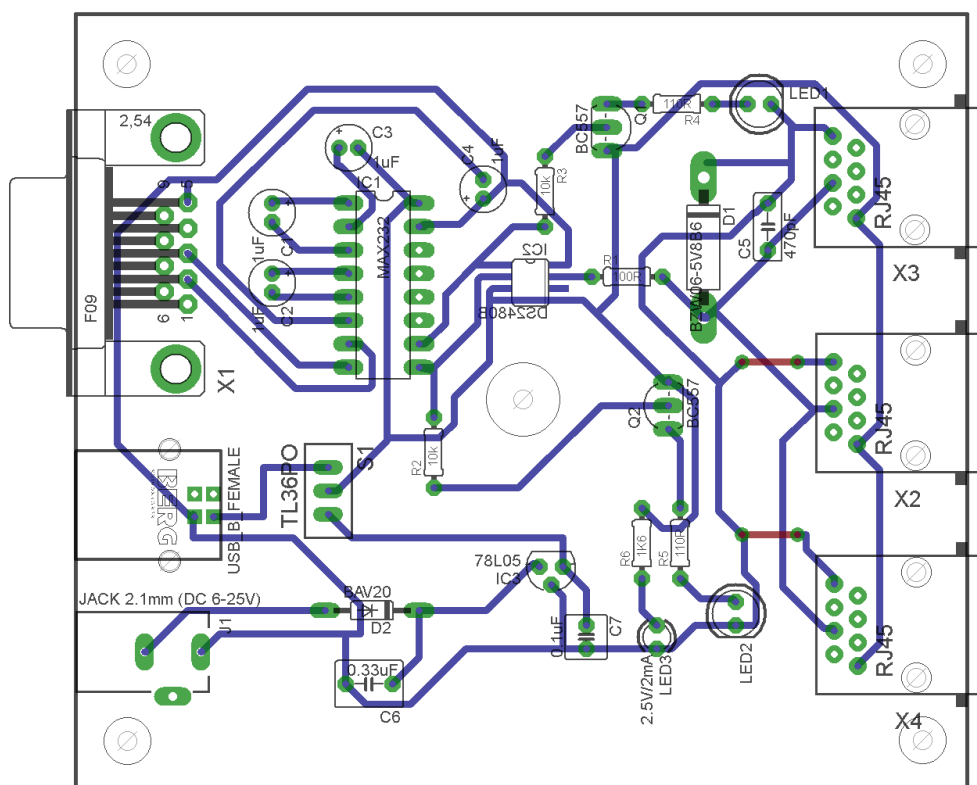 2,54
F09
9
5
6
1
X1
C3
1uF
C4
1uF
IC1
MAX232
1uF
C1
1uF
C2
BC557
Q1
110R
R4
LED1
10k
R3
IC2
DS2480B
R1
100R
D1
BZW06-5V8B6
C5
470pF
RJ45
X3
Q2
BC557
R2
10k
RJ45
X2
TL36PO
S1
BERG
USB_B_FEMALE
78L05
IC3
R6
1K6
R5
110R
JACK 2.1mm (DC 6-25V)
J1
BAV20
D2
0.33uF
C6
0.1uF
C7
2.5V/2mA
LED3
LED2
RJ45
X4